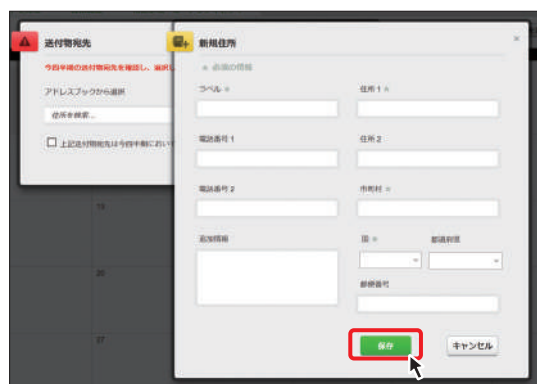 送付物宛先
今四半期の送付物宛先を確認し、選択し
アドレスブックから選択
住所を検索...
上記送付物宛先は今四半期におい
新規住所
× 
* 必須の情報
ラベル *
住所 1 *
電話番号 1
住所 2
電話番号 2
市町村 *
追加情報
国 *
都道府県
郵便番号
保存
キャンセル
19
20
27